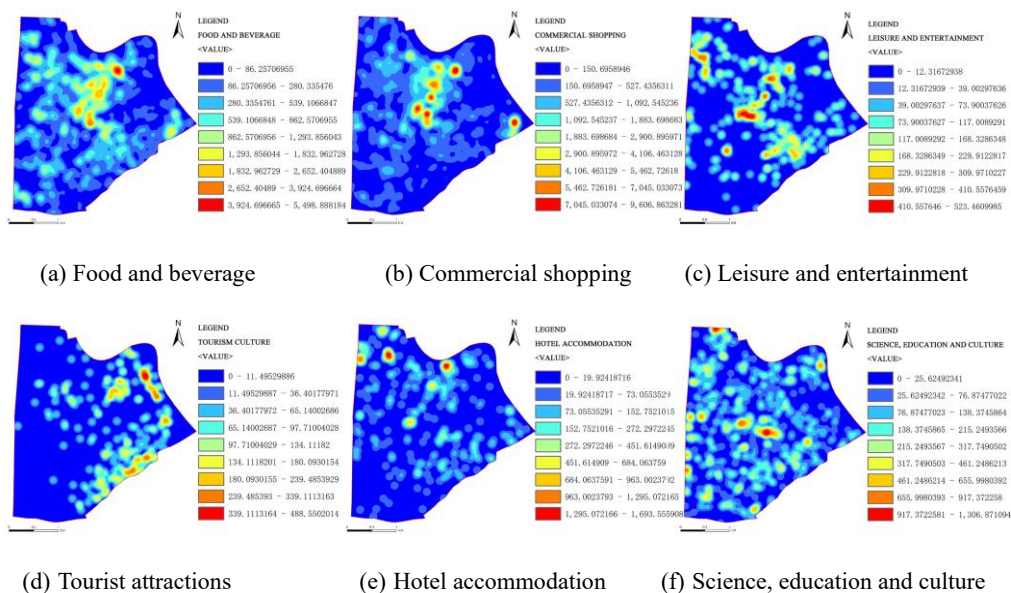 N
LEGEND
FOOD AND BEVERAGE
<VALUE>
0 - 86.25706955
86.25706956 - 280.335476
280.3354761 - 539.1066847
539.1066848 - 862.5706955
862.5706956 - 1,293.856043
1,293.856044 - 1,832.962728
1,832.962729 - 2,652.404889
2,652.40489 - 3,924.696664
3,924.696665 - 5,498.888184
(a) Food and beverage
N
LEGEND
COMMERCIAL SHOPPING
<VALUE>
0 - 150.6958946
150.6958947 - 527.4356311
527.4356312 - 1,092.545236
1,092.545237 - 1,883.698683
1,883.698684 - 2,900.895971
2,900.895972 - 4,106.463128
4,106.463129 - 5,462.72618
5,462.726181 - 7,045.033073
7,045.033074 - 9,606.863281
(b) Commercial shopping
N
LEGEND
LEISURE AND ENTERTAINMENT
<VALUE>
0 - 12.31672938
12.31672939 - 39.00297636
39.00297637 - 73.90037626
73.90037627 - 117.0089291
117.0089292 - 168.3286348
168.3286349 - 229.9122817
229.9122818 - 309.9710227
309.9710228 - 410.5576459
410.557646 - 523.4609985
(c) Leisure and entertainment
N
LEGEND
TOURISM CULTURE
<VALUE>
0 - 11.49529886
11.49529887 - 36.40177971
36.40177972 - 65.14002686
65.14002687 - 97.71004028
97.71004029 - 134.11182
134.1118201 - 180.0930154
180.0930155 - 239.4853929
239.485393 - 339.1113163
339.1113164 - 488.5502014
(d) Tourist attractions
N
LEGEND
HOTEL ACCOMMODATION
<VALUE>
0 - 19.92418716
19.92418717 - 73.0553529
73.05535291 - 152.7521015
152.7521016 - 272.2972245
272.2972246 - 451.6149089
451.614909 - 684.063759
684.0637591 - 963.0023792
963.0023793 - 1,295.072165
1,295.072166 - 1,693.555908
(e) Hotel accommodation
N
LEGEND
SCIENCE, EDUCATION AND CULTURE
<VALUE>
0 - 25.62492341
25.62492342 - 76.87477022
76.87477023 - 138.3745864
138.3745865 - 215.2493566
215.2493567 - 317.7490502
317.7490503 - 461.2486213
461.2486214 - 655.9980392
655.9980393 - 917.372258
917.3722581 - 1,306.871094
(f) Science, education and culture